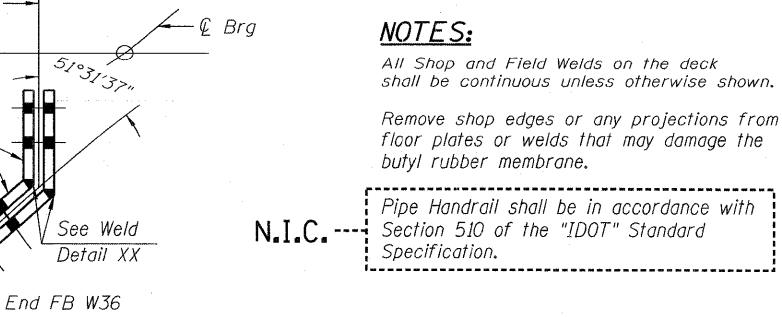 ℄ Brg
51°31'37"
See Weld
Detail XX
End FB W36
NOTES:
All Shop and Field Welds on the deck
shall be continuous unless otherwise shown.
Remove shop edges or any projections from
floor plates or welds that may damage the
butyl rubber membrane.
N.I.C.
Pipe Handrail shall be in accordance with
Section 510 of the "IDOT" Standard
Specification.